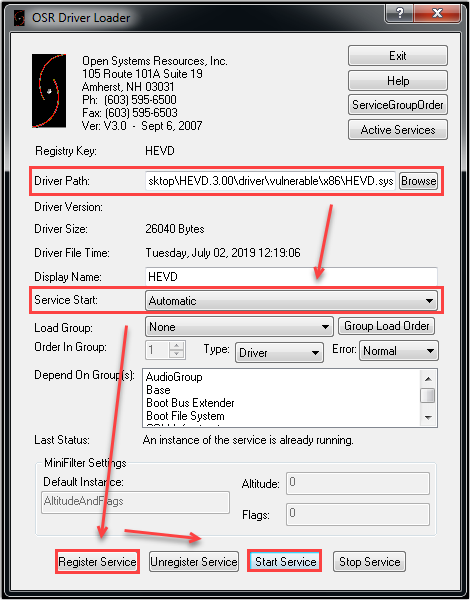 OSR Driver Loader
Open Systems Resources, Inc.
105 Route 101A Suite 19
Amherst, NH 03031
Ph: (603) 595-6500
Fax: (603) 595-6503
Ver: V3.0 - Sept 6, 2007
Exit
Help
ServiceGroupOrder
Active Services
Registry Key: HEVD
Driver Path: sktop\HEVD.3.00\driver\vulnerable\x86\HEVD.sys Browse
Driver Version:
Driver Size: 26040 Bytes
Driver File Time: Tuesday, July 02, 2019 12:19:06
Display Name: HEVD
Service Start: Automatic
Load Group: None Group Load Order
Order In Group: 1 Type: Driver Error: Normal
Depend On Group(s): AudioGroup
Base
Boot Bus Extender
Boot File System
Last Status: An instance of the service is already running.
MiniFilter Settings
Default Instance:
AltitudeAndFlags
Altitude: 0
Flags: 0
Register Service Unregister Service Start Service Stop Service